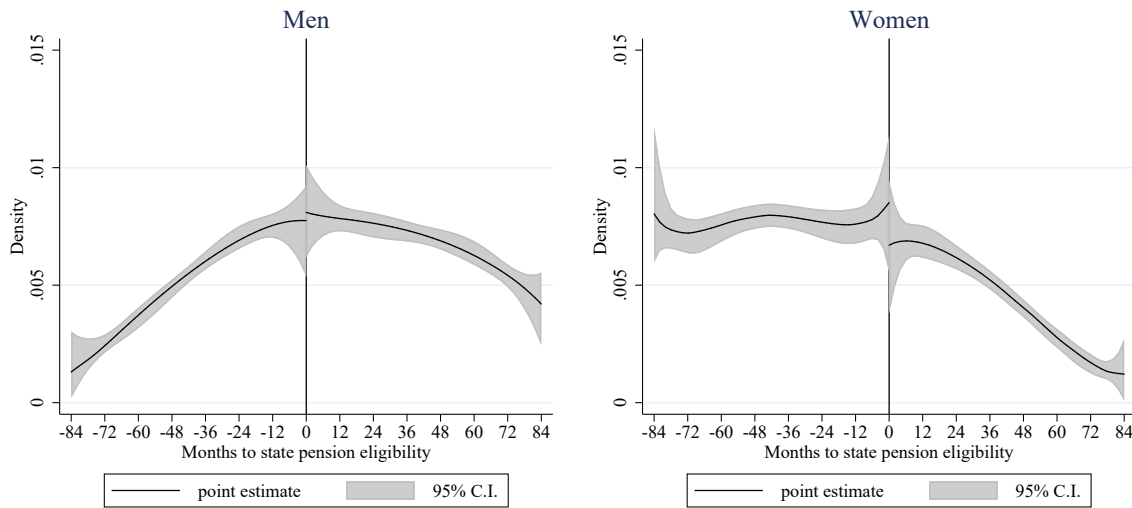 Men
Density
.015
.01
.005
0
-84 -72 -60 -48 -36 -24 -12 0 12 24 36 48 60 72 84
Months to state pension eligibility
point estimate 95% C.I.
Women
Density
.015
.01
.005
0
-84 -72 -60 -48 -36 -24 -12 0 12 24 36 48 60 72 84
Months to state pension eligibility
point estimate 95% C.I.